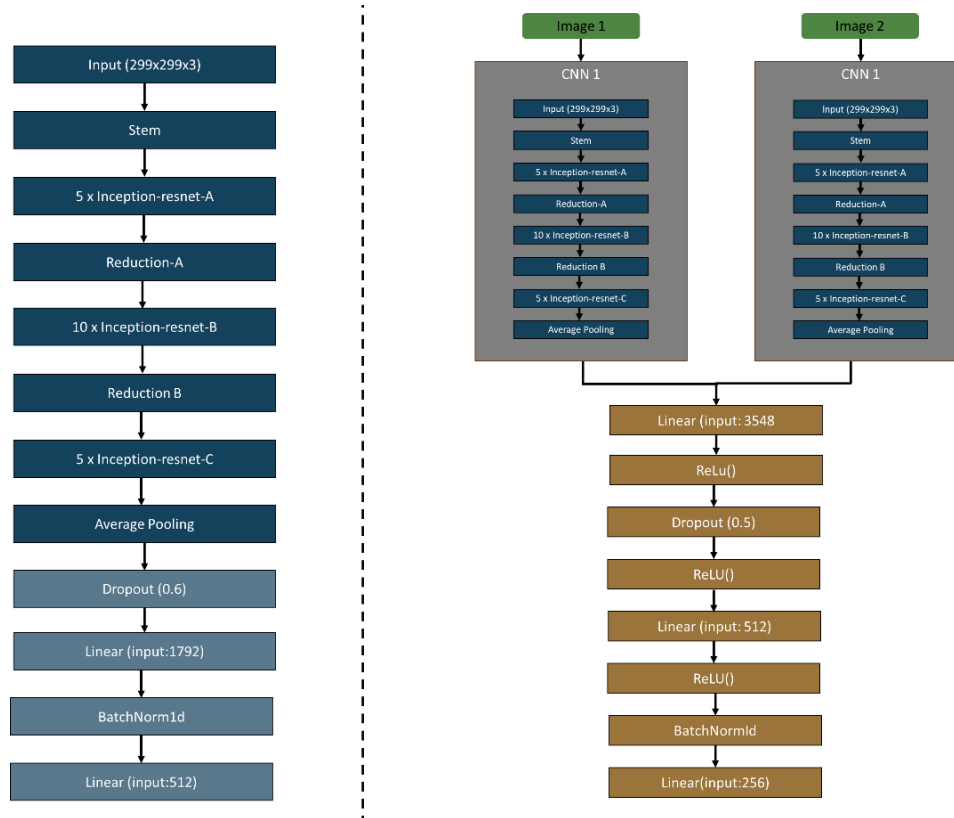 Input (299x299x3)
Stem
5 x Inception-resnet-A
Reduction-A
10 x Inception-resnet-B
Reduction B
5 x Inception-resnet-C
Average Pooling
Dropout (0.6)
Linear (input:1792)
BatchNorm1d
Linear (input:512)
Image 1
CNN 1
Input (299x299x3)
Stem
5 x Inception-resnet-A
Reduction-A
10 x Inception-resnet-B
Reduction B
5 x Inception-resnet-C
Average Pooling
Image 2
CNN 1
Input (299x299x3)
Stem
5 x Inception-resnet-A
Reduction-A
10 x Inception-resnet-B
Reduction B
5 x Inception-resnet-C
Average Pooling
Linear (input: 3548
ReLu()
Dropout (0.5)
ReLU()
Linear (input: 512)
ReLU()
BatchNormId
Linear(input:256)